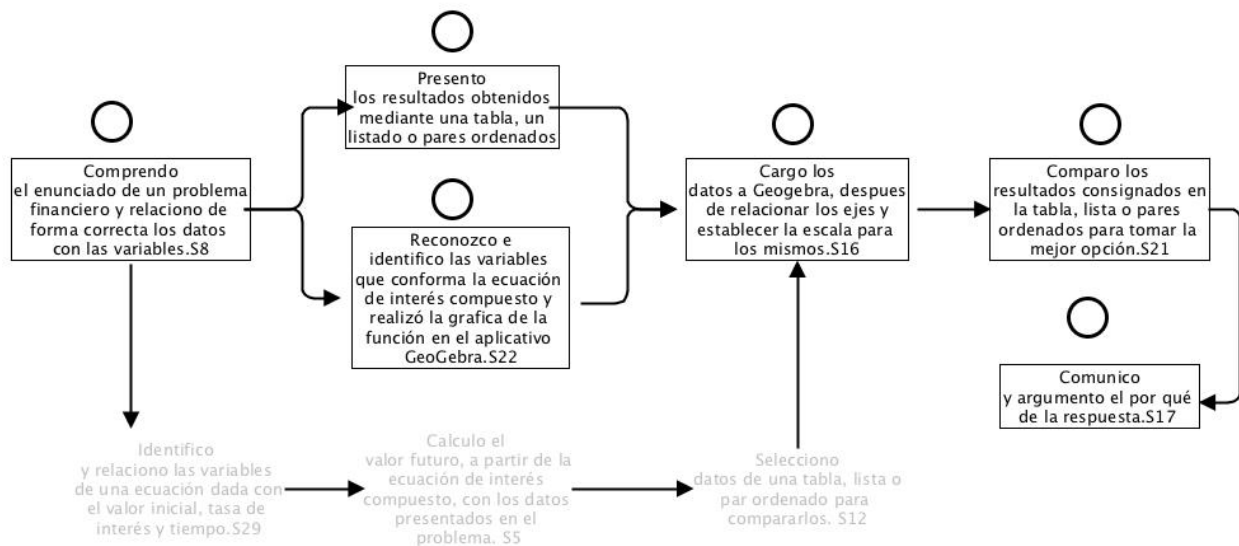 Presento
los resultados obtenidos
mediante una tabla, un
listado o pares ordenados
Comprendo
el enunciado de un problema
financiero y relaciono de
forma correcta los datos
con las variables.S8
Reconozco e
identifico las variables
que conforma la ecuación
de interés compuesto y
realizó la grafica de la
función en el aplicativo
GeoGebra.S22
Cargo los
datos a Geogebra, despues
de relacionar los ejes y
establecer la escala para
los mismos.S16
Comparo los
resultados consignados en
la tabla, lista o pares
ordenados para tomar la
mejor opción.S21
Comunico
y argumento el por qué
de la respuesta.S17
Identifico
y relaciono las variables
de una ecuación dada con
el valor inicial, tasa de
interés y tiempo.S29
Calculo el
valor futuro, a partir de la
ecuación de interés
compuesto, con los datos
presentados en el
problema. S5
Selecciono
datos de una tabla, lista o
par ordenado para
compararlos. S12